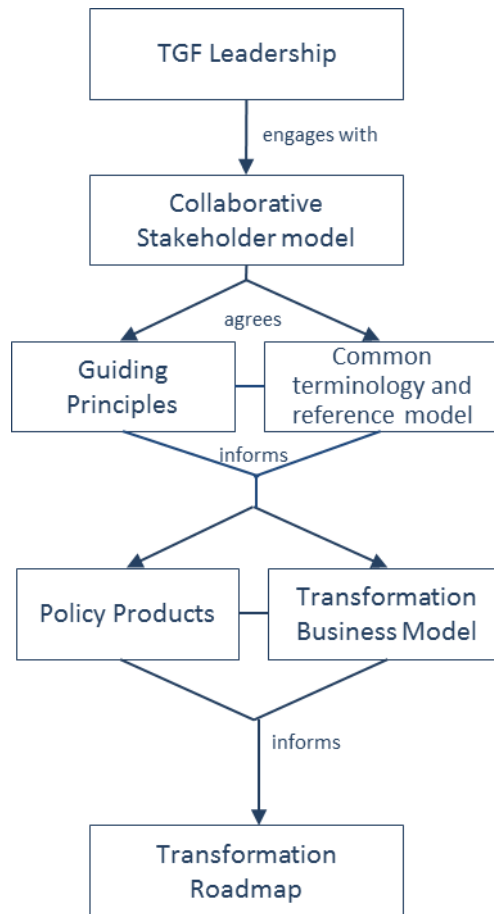 TGF Leadership
engages with
Collaborative
Stakeholder model
agrees
Guiding
Principles
Common
terminology and
reference model
informs
Policy Products
Transformation
Business Model
informs
Transformation
Roadmap